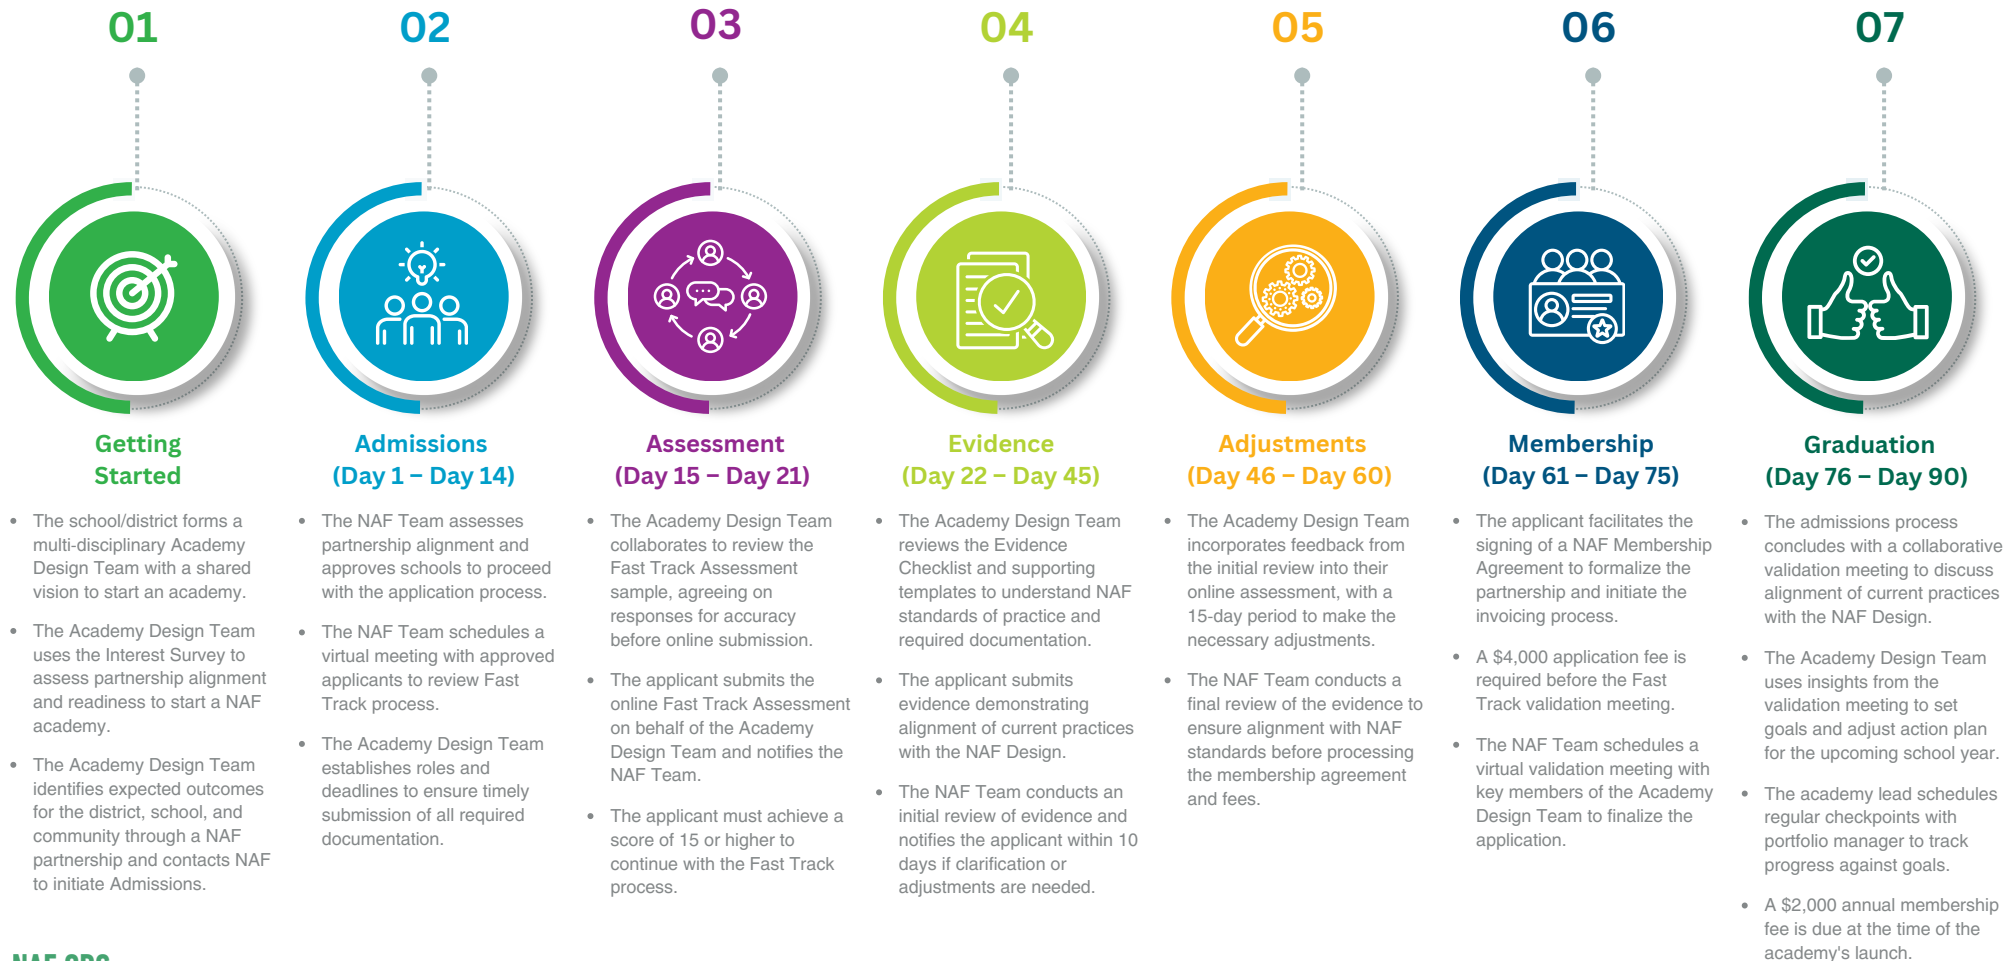 01
Getting
Started
• The school/district forms a
multi-disciplinary Academy
Design Team with a shared
vision to start an academy.
• The Academy Design Team
uses the Interest Survey to
assess partnership alignment
and readiness to start a NAF
academy.
• The Academy Design Team
identifies expected outcomes
for the district, school, and
community through a NAF
partnership and contacts NAF
to initiate Admissions.
02
Admissions
(Day 1 – Day 14)
• The NAF Team assesses
partnership alignment and
approves schools to proceed
with the application process.
• The NAF Team schedules a
virtual meeting with approved
applicants to review Fast
Track process.
• The Academy Design Team
establishes roles and
deadlines to ensure timely
submission of all required
documentation.
03
Assessment
(Day 15 – Day 21)
• The Academy Design Team
collaborates to review the
Fast Track Assessment
sample, agreeing on
responses for accuracy
before online submission.
• The applicant submits the
online Fast Track Assessment
on behalf of the Academy
Design Team and notifies the
NAF Team.
• The applicant must achieve a
score of 15 or higher to
continue with the Fast Track
process.
04
Evidence
(Day 22 – Day 45)
• The Academy Design Team
reviews the Evidence
Checklist and supporting
templates to understand NAF
standards of practice and
required documentation.
• The applicant submits
evidence demonstrating
alignment of current practices
with the NAF Design.
• The NAF Team conducts an
initial review of evidence and
notifies the applicant within 10
days if clarification or
adjustments are needed.
05
Adjustments
(Day 46 – Day 60)
• The Academy Design Team
incorporates feedback from
the initial review into their
online assessment, with a
15-day period to make the
necessary adjustments.
• The NAF Team conducts a
final review of the evidence to
ensure alignment with NAF
standards before processing
the membership agreement
and fees.
06
Membership
(Day 61 – Day 75)
• The applicant facilitates the
signing of a NAF Membership
Agreement to formalize the
partnership and initiate the
invoicing process.
• A $4,000 application fee is
required before the Fast
Track validation meeting.
• The NAF Team schedules a
virtual validation meeting with
key members of the Academy
Design Team to finalize the
application.
07
Graduation
(Day 76 – Day 90)
• The admissions process
concludes with a collaborative
validation meeting to discuss
alignment of current practices
with the NAF Design.
• The Academy Design Team
uses insights from the
validation meeting to set
goals and adjust action plan
for the upcoming school year.
• The academy lead schedules
regular checkpoints with
portfolio manager to track
progress against goals.
• A $2,000 annual membership
fee is due at the time of the
academy's launch.
NAF.ORG